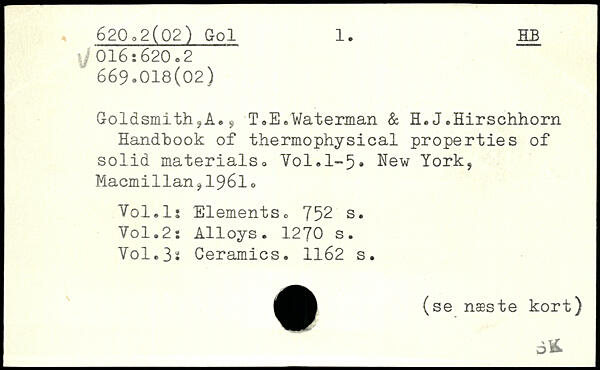 620.2(02) Gol 1. HB
016:620.2
669.018(02)
Goldsmith,A., T.E.Waterman & H.J.Hirschhorn
Handbook of thermophysical properties of
solid materials. Vol.1-5. New York,
Macmillan,1961.
Vol.1: Elements. 752 s.
Vol.2: Alloys. 1270 s.
Vol.3: Ceramics. 1162 s.
(se næste kort)
SK